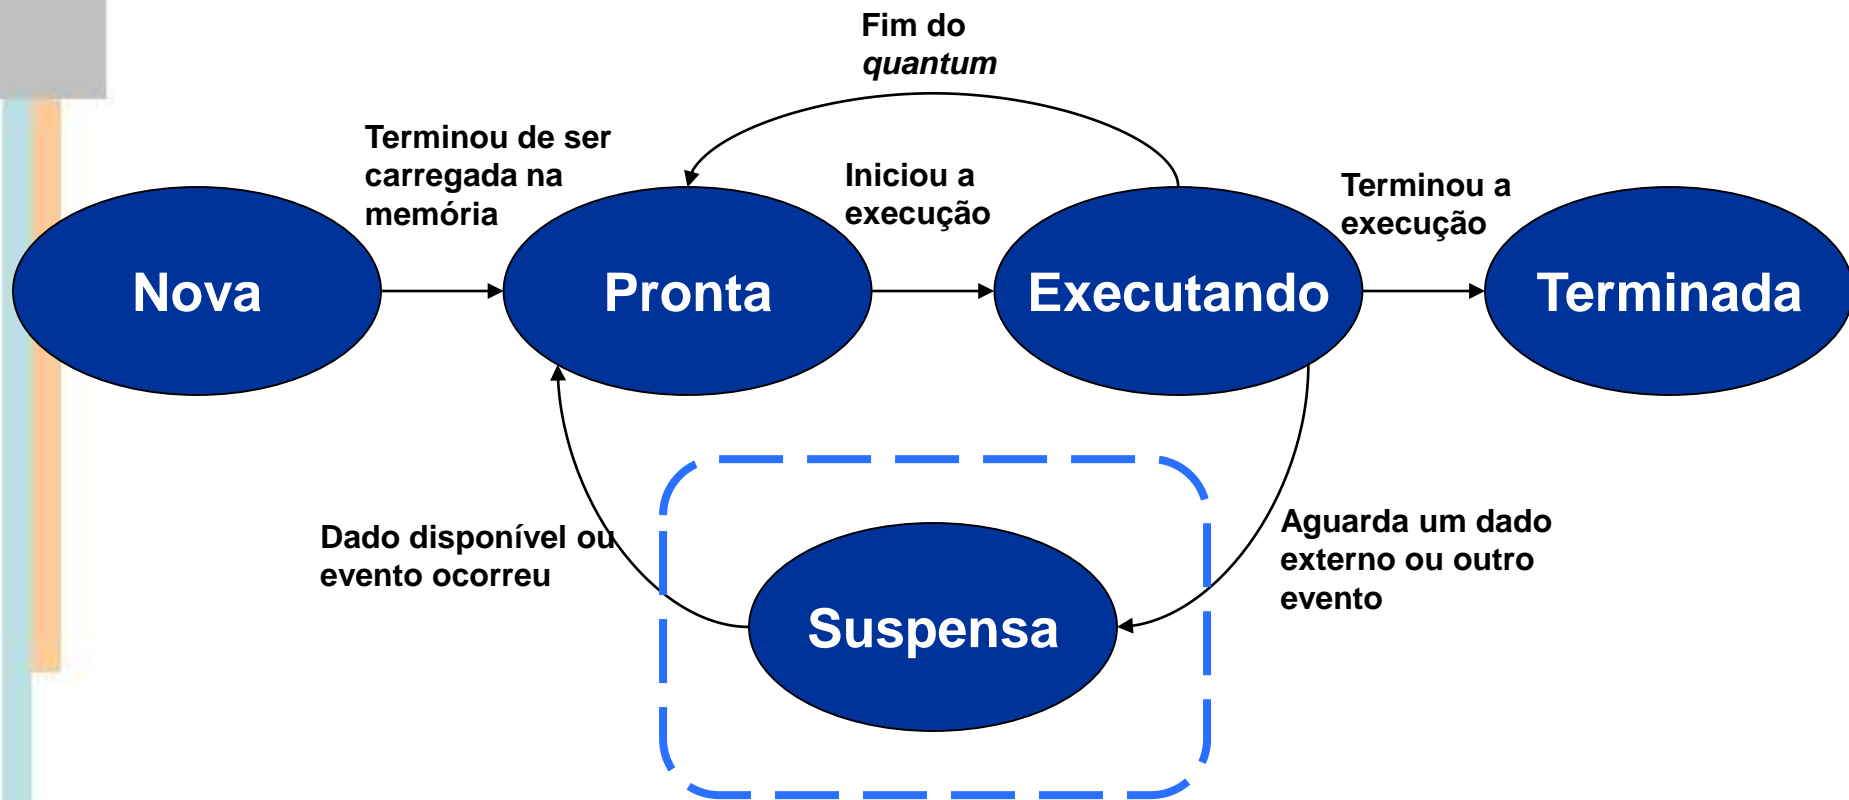 Fim do
quantum
Terminou de ser
carregada na
memória
Iniciou a
execução
Terminou a
execução
Nova
Pronta
Executando
Terminada
Dado disponível ou
evento ocorreu
Aguarda um dado
externo ou outro
evento
Suspensa